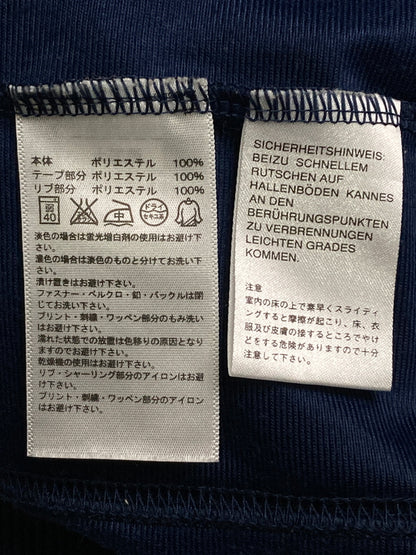 本体 ポリエステル 100%
テープ部分 ポリエステル 100%
リブ部分 ポリエステル 100%
弱
40
エンソ
サラシ
中
ドライ
セキユ系
淡色の場合は蛍光増白剤の使用はお避け下さい。
濃色の場合は淡色のものと分けてお洗い下さい。
漬け置きはお避け下さい。
ファスナー・ベルクロ・釦・バックルは閉じてお洗い下さい。
プリント・刺繍・ワッペン部分のもみ洗いはお避け下さい。
濡れた状態での放置は色移りの原因となりますのでお避け下さい。
乾燥機の使用はお避け下さい。
リブ・シャーリング部分のアイロンはお避け下さい。
プリント・刺繍・ワッペン部分のアイロンはお避け下さい。
SICHERHEITSHINWEIS:
BEIZU SCHNELLEM
RUTSCHEN AUF
HALLENBÖDEN KANNES
AN DEN
BERÜHRUNGSPUNKTEN
ZU VERBRENNUNGEN
LEICHTEN GRADES
KOMMEN.
注意
室内の床の上で素早くスライディングすると摩擦が起こり、床、衣服及び皮膚の接するところでやけどをする危険がありますので十分注意して下さい。